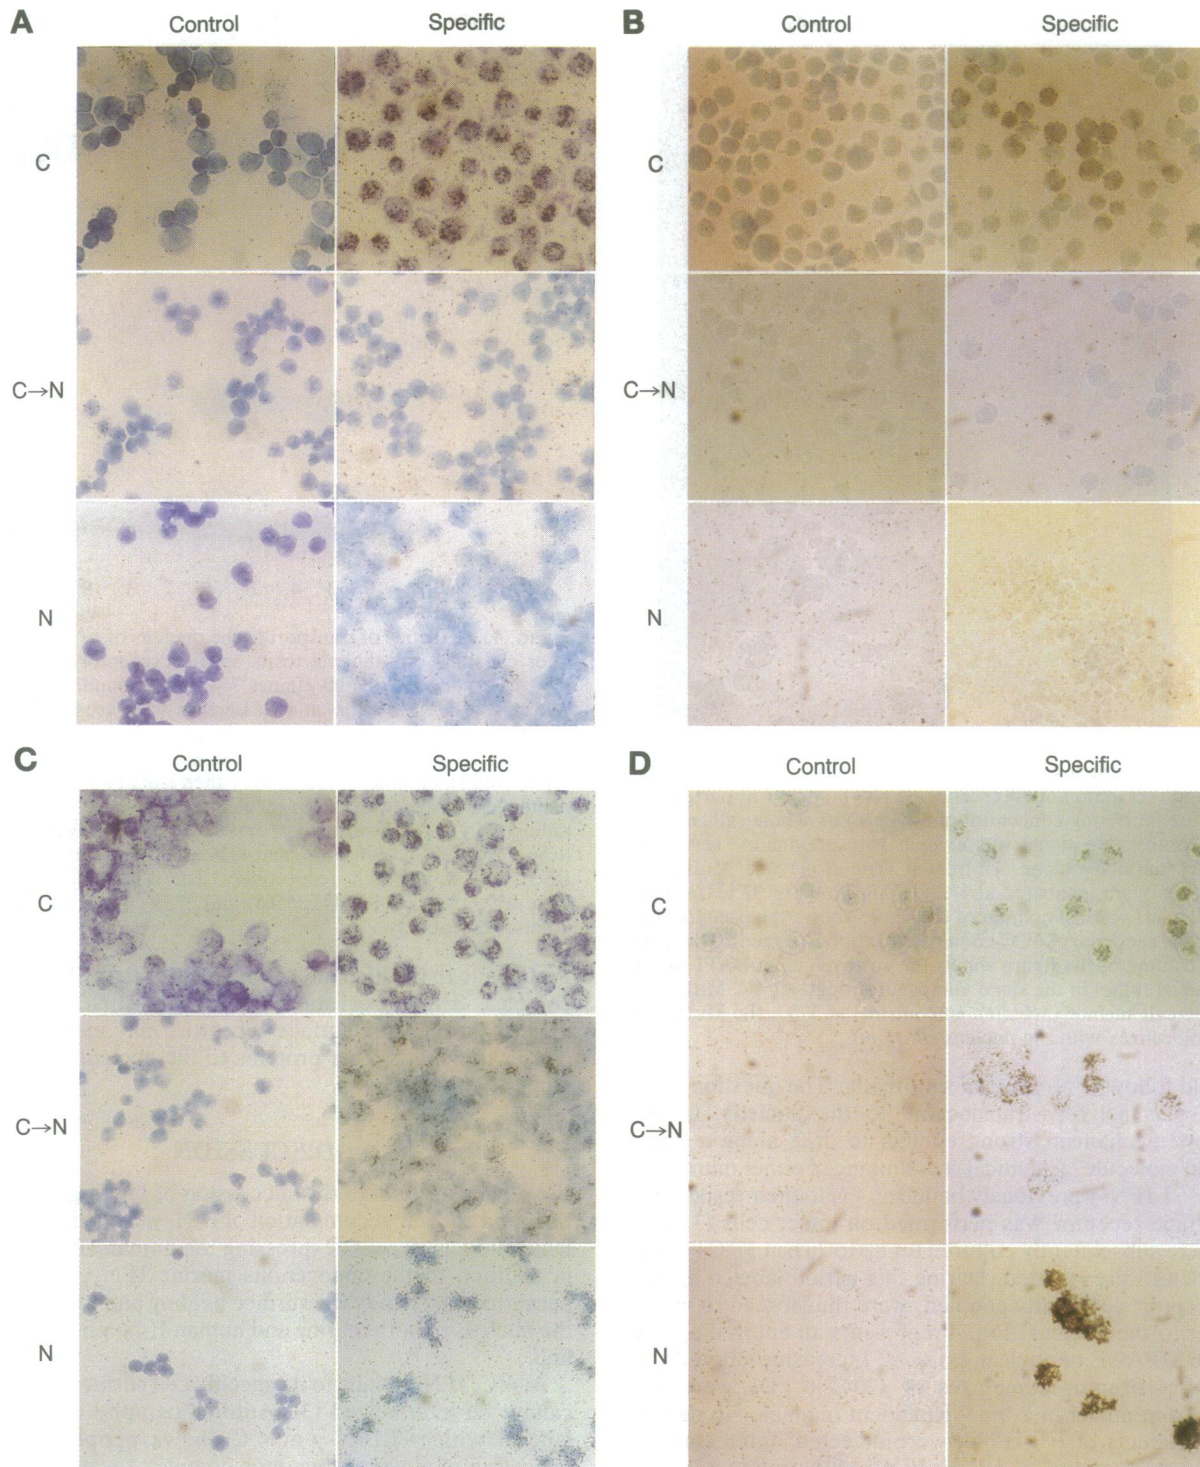 A Control Specific
B Control Specific
C
C
C→N
C→N
N
N
C Control Specific
D Control Specific
C
C
C→N
C→N
N
N